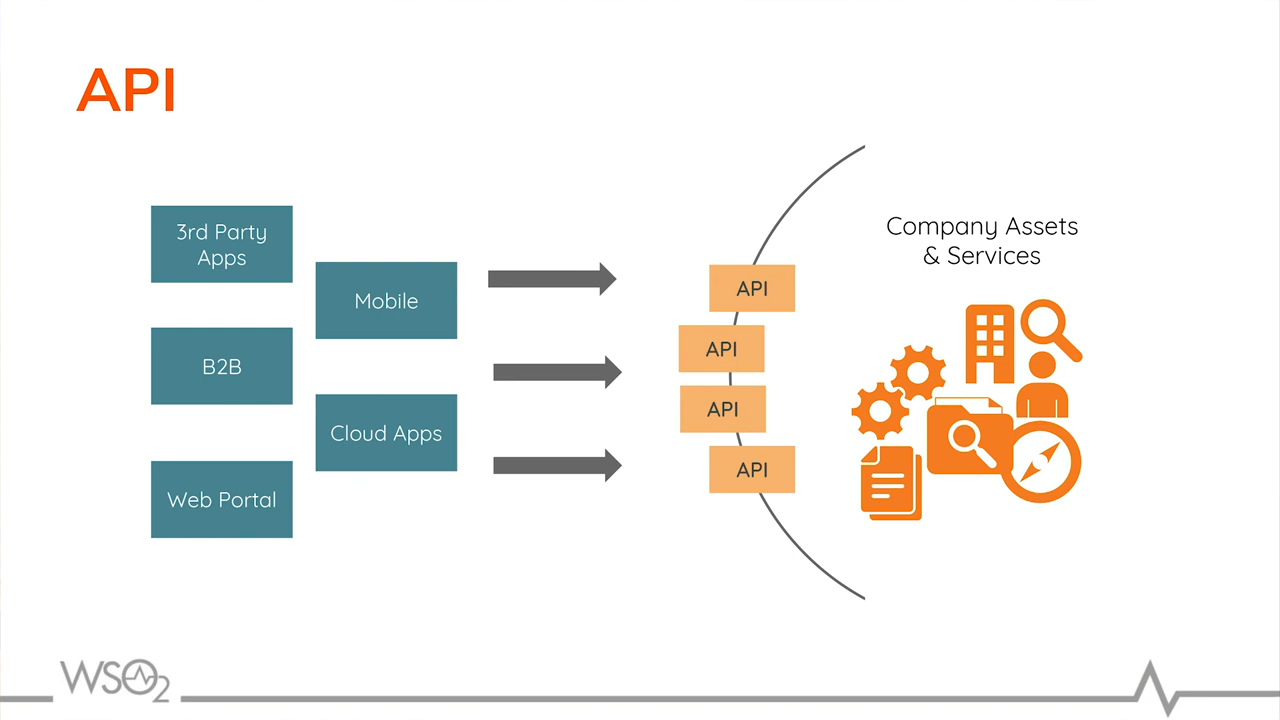 API
3rd Party
Apps
Mobile
B2B
Cloud Apps
Web Portal
API
API
API
API
Company Assets
& Services
WSO2